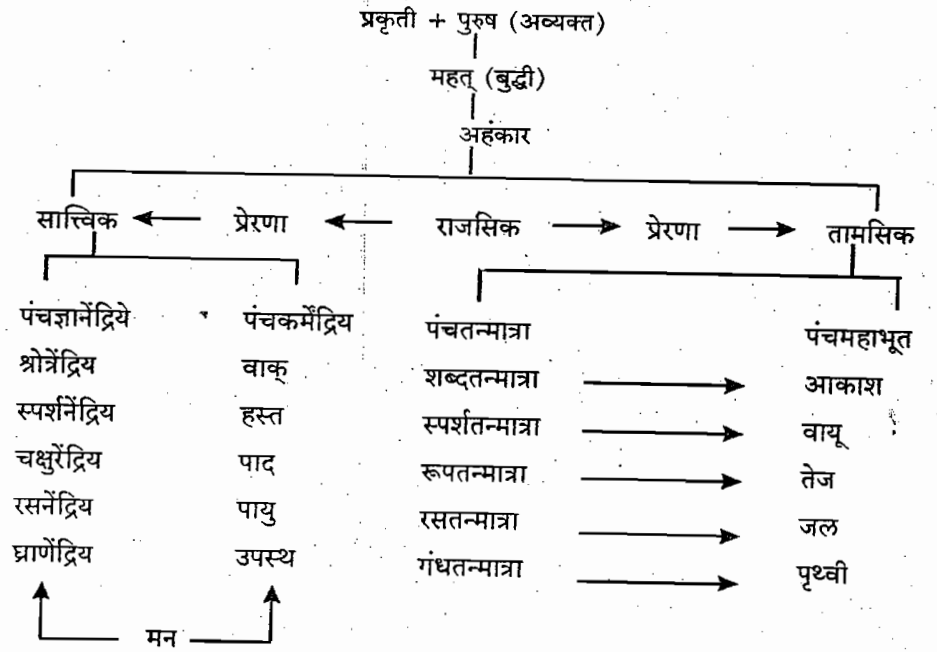 प्रकृती + पुरुष (अव्यक्त)
महत् (बुद्धी)
अहंकार
सात्त्विक प्रेरणा राजसिक प्रेरणा तामसिक
पंचज्ञानेंद्रिये पंचकर्मेंद्रिय पंचतन्मात्रा पंचमहाभूत
श्रोत्रेंद्रिय वाक् शब्दतन्मात्रा आकाश
स्पर्शनेंद्रिय हस्त स्पर्शतन्मात्रा वायू
चक्षुरेंद्रिय पाद रूपतन्मात्रा तेज
रसनेंद्रिय पायु रसतन्मात्रा जल
घ्राणेंद्रिय उपस्थ गंधतन्मात्रा पृथ्वी
मन